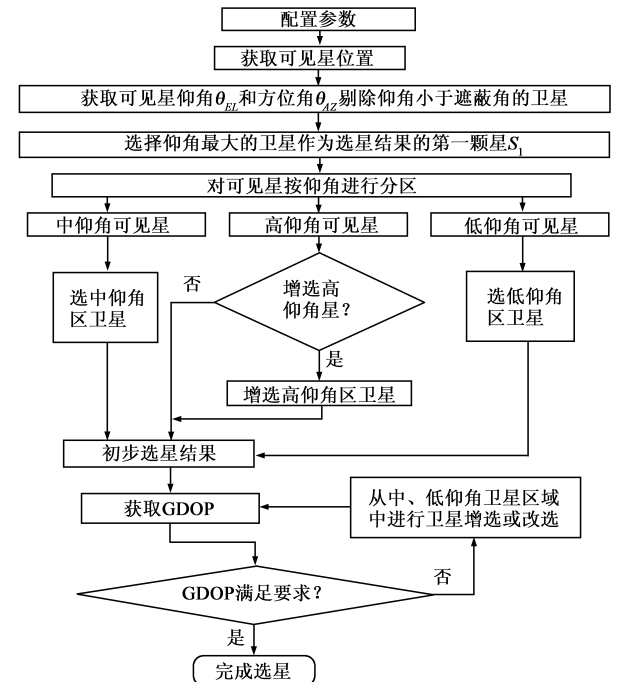 配置参数
获取可见星位置
获取可见星仰角θEL和方位角θAZ剔除仰角小于遮蔽角的卫星
选择仰角最大的卫星作为选星结果的第一颗星S1
对可见星按仰角进行分区
中仰角可见星
高仰角可见星
低仰角可见星
选中仰角
区卫星
否
增选高
仰角星？
选低仰角
区卫星
是
增选高仰角区卫星
初步选星结果
获取GDOP
从中、低仰角卫星区域
中进行卫星增选或改选
GDOP满足要求？
否
是
完成选星